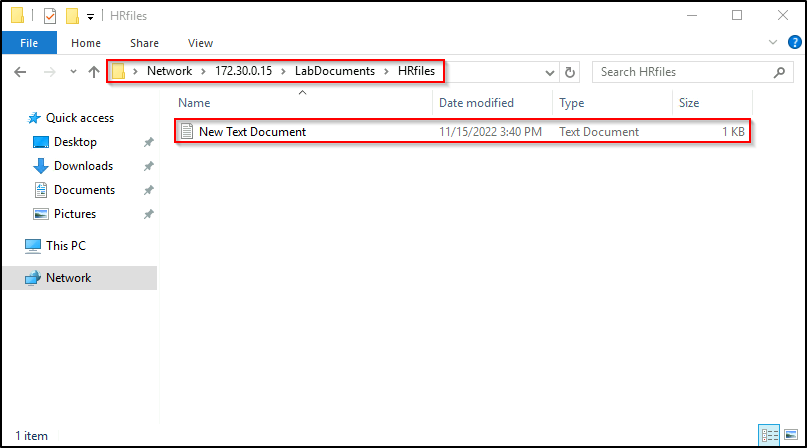 HRfiles
File Home Share View
Network 172.30.0.15 LabDocuments HRfiles Search HRfiles
Name Date modified Type Size
New Text Document 11/15/2022 3:40 PM Text Document 1 KB
Quick access
Desktop
Downloads
Documents
Pictures
This PC
Network
1 item